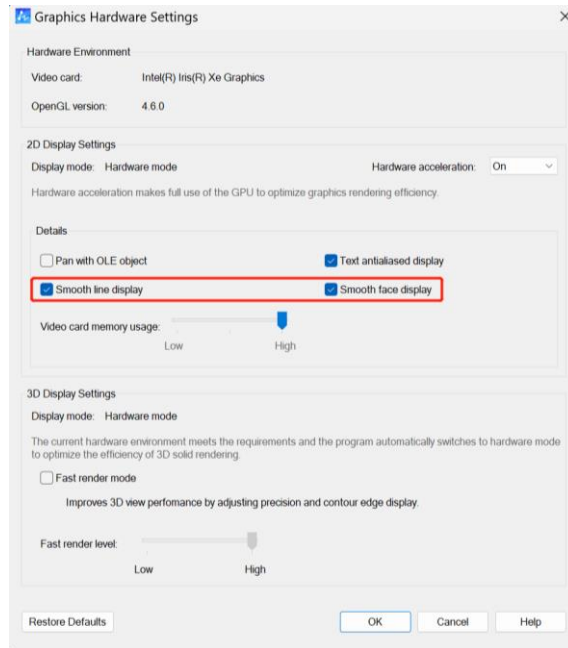 Graphics Hardware Settings
Hardware Environment
Video card: Intel(R) Iris(R) Xe Graphics
OpenGL version: 4.6.0
2D Display Settings
Display mode: Hardware mode Hardware acceleration: On
Hardware acceleration makes full use of the GPU to optimize graphics rendering efficiency.
Details
Pan with OLE object Text antialiased display
Smooth line display Smooth face display
Video card memory usage:
Low High
3D Display Settings
Display mode: Hardware mode
The current hardware environment meets the requirements and the program automatically switches to hardware mode
to optimize the efficiency of 3D solid rendering.
Fast render mode
Improves 3D view perfomance by adjusting precision and contour edge display.
Fast render level:
Low High
Restore Defaults OK Cancel Help